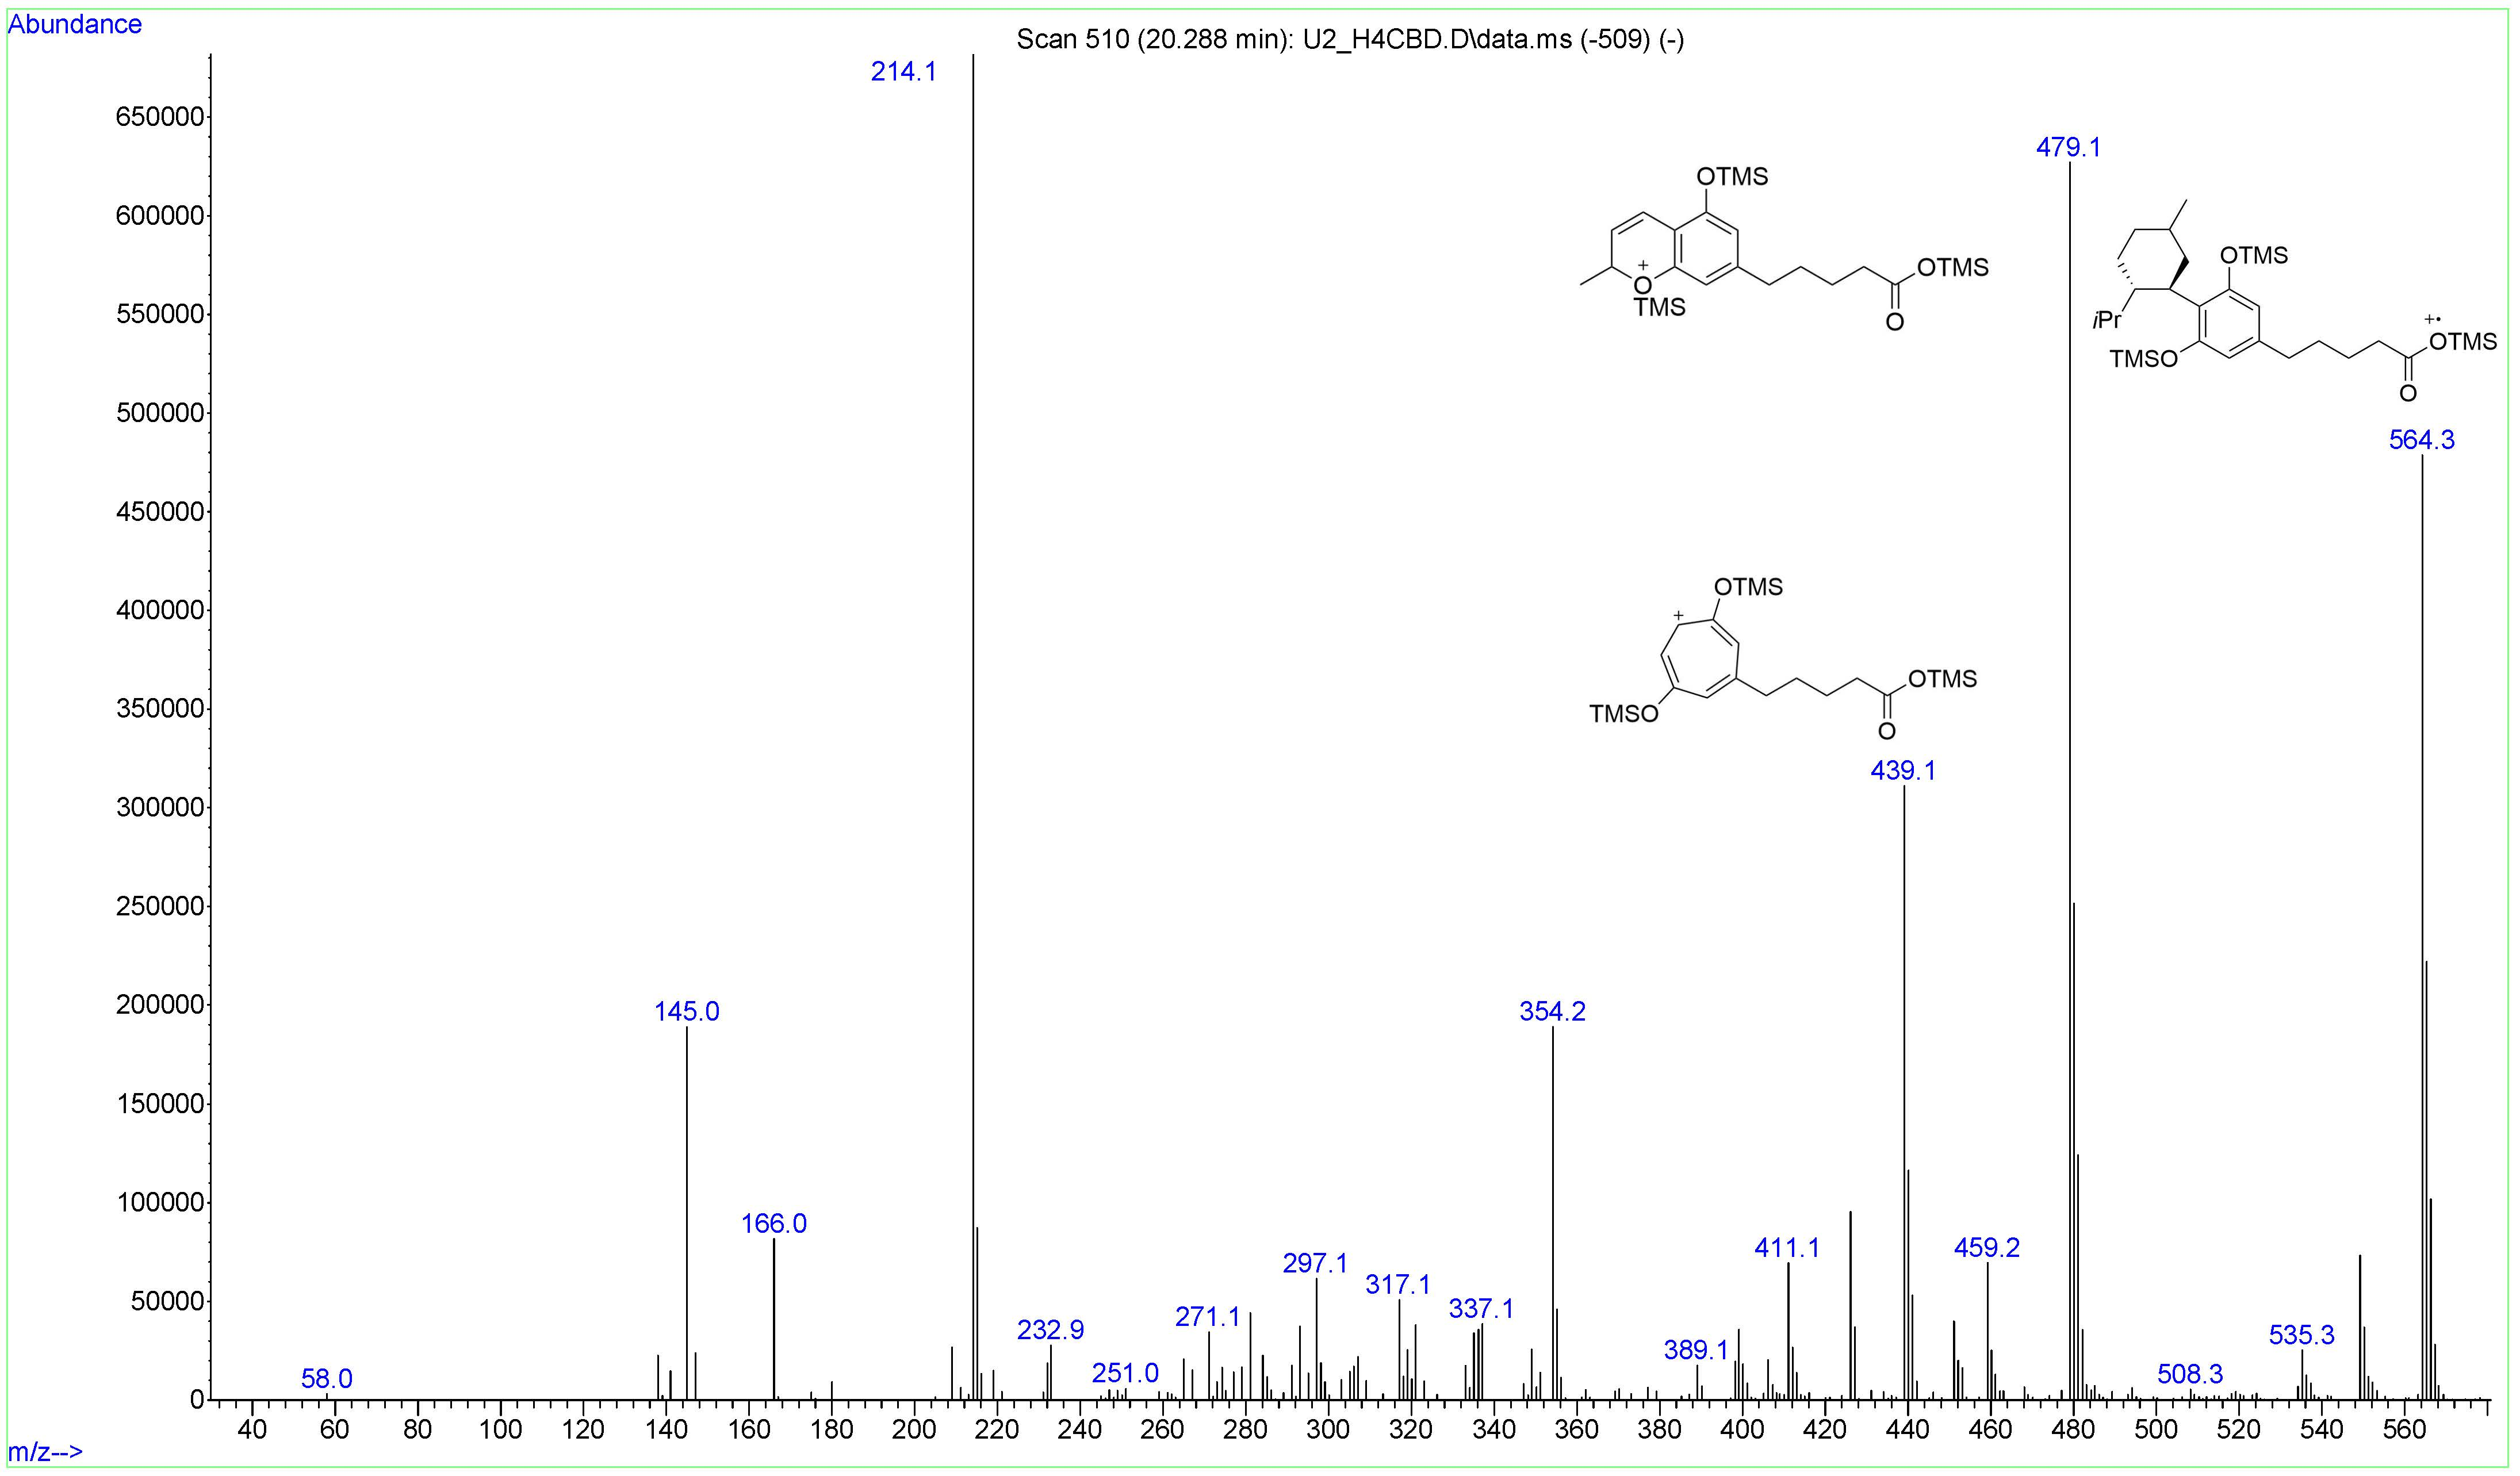 Abundance
Scan 510 (20.288 min): U2_H4CBD.D\data.ms (-509) (-)
214.1
650000
479.1
OTMS
600000
OTMS
O
+
TMS
O
550000
OTMS
iPr
TMSO
+•
OTMS
O
500000
564.3
450000
400000
OTMS
+
OTMS
TMSO
O
350000
439.1
300000
250000
200000
145.0
354.2
150000
100000
166.0
411.1
459.2
50000
297.1
317.1
337.1
271.1
232.9
535.3
389.1
251.0
508.3
58.0
0
40 60 80 100 120 140 160 180 200 220 240 260 280 300 320 340 360 380 400 420 440 460 480 500 520 540 560
m/z-->